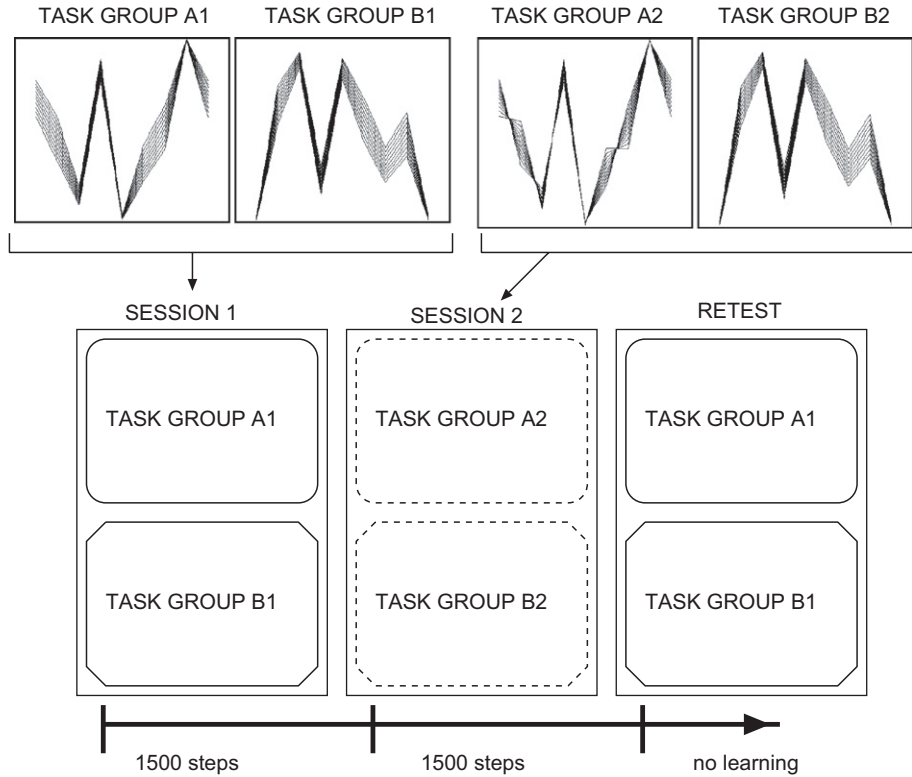 TASK GROUP A1 TASK GROUP B1 TASK GROUP A2 TASK GROUP B2
SESSION 1 SESSION 2 RETEST
TASK GROUP A1 TASK GROUP A2 TASK GROUP A1
TASK GROUP B1 TASK GROUP B2 TASK GROUP B1
1500 steps 1500 steps no learning